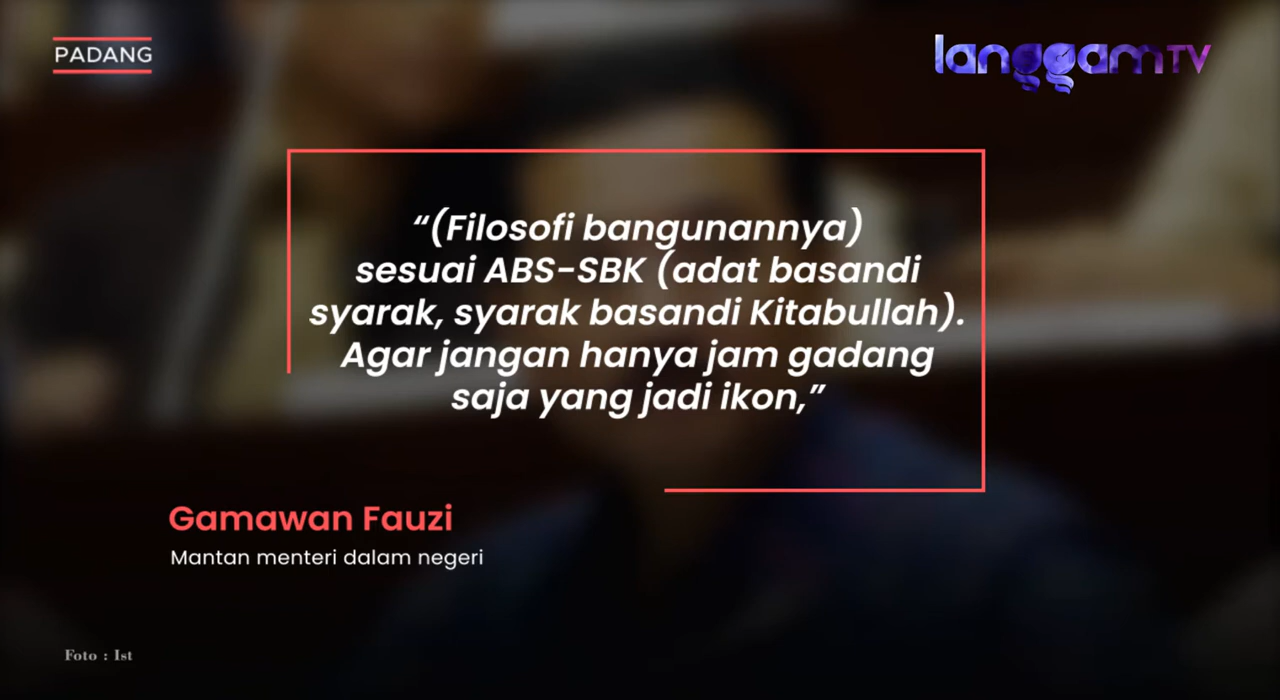 PADANG
langgamTV
“(Filosofi bangunannya)
sesuai ABS-SBK (adat basandi
syarak, syarak basandi Kitabullah).
Agar jangan hanya jam gadang
saja yang jadi ikon,”
Gamawan Fauzi
Mantan menteri dalam negeri
Foto : Ist